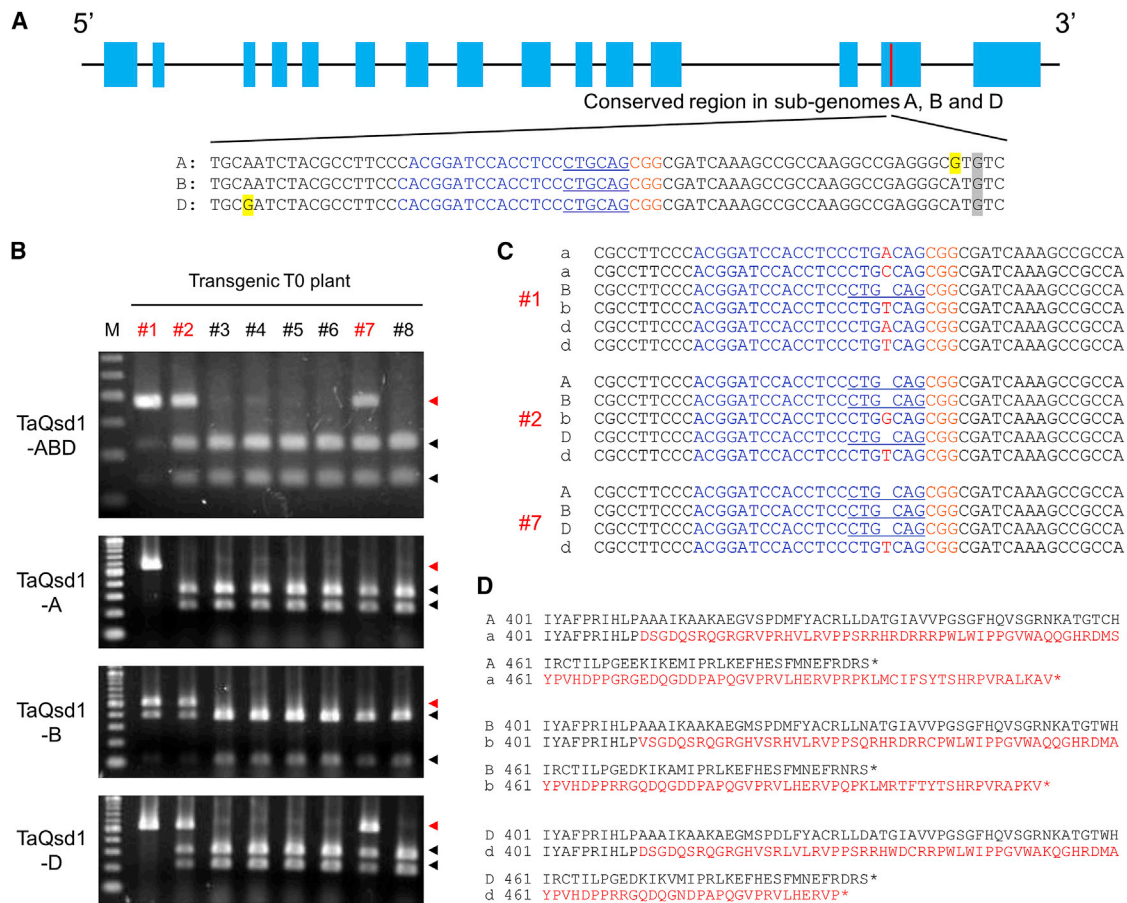 A
5’ 3’
Conserved region in sub-genomes A, B and D
A: TGCAATCTACGCCTTCCCACGGATCCACCTCCCTGCAGCGGCGATCAAAGCCGCCAAGGCCGAGGGCGTGTC
B: TGCAATCTACGCCTTCCCACGGATCCACCTCCCTGCAGCGGCGATCAAAGCCGCCAAGGCCGAGGGCATGTC
D: TGCGATCTACGCCTTCCCACGGATCCACCTCCCTGCAGCGGCGATCAAAGCCGCCAAGGCCGAGGGCATGTC
B
Transgenic T0 plant
M #1 #2 #3 #4 #5 #6 #7 #8
TaQsd1
-ABD
TaQsd1
-A
TaQsd1
-B
TaQsd1
-D
C
#1
a CGCCTTCCCACGGATCCACCTCCCTGACAGCGGCGATCAAAGCCGCCA
a CGCCTTCCCACGGATCCACCTCCCTGCCAGCGGCGATCAAAGCCGCCA
B CGCCTTCCCACGGATCCACCTCCCTG CAGCGGCGATCAAAGCCGCCA
b CGCCTTCCCACGGATCCACCTCCCTGTCAGCGGCGATCAAAGCCGCCA
d CGCCTTCCCACGGATCCACCTCCCTGACAGCGGCGATCAAAGCCGCCA
d CGCCTTCCCACGGATCCACCTCCCTGTCAGCGGCGATCAAAGCCGCCA
#2
A CGCCTTCCCACGGATCCACCTCCCTG CAGCGGCGATCAAAGCCGCCA
B CGCCTTCCCACGGATCCACCTCCCTG CAGCGGCGATCAAAGCCGCCA
b CGCCTTCCCACGGATCCACCTCCCTGGCAGCGGCGATCAAAGCCGCCA
D CGCCTTCCCACGGATCCACCTCCCTG CAGCGGCGATCAAAGCCGCCA
d CGCCTTCCCACGGATCCACCTCCCTGTCAGCGGCGATCAAAGCCGCCA
#7
A CGCCTTCCCACGGATCCACCTCCCTG CAGCGGCGATCAAAGCCGCCA
B CGCCTTCCCACGGATCCACCTCCCTG CAGCGGCGATCAAAGCCGCCA
D CGCCTTCCCACGGATCCACCTCCCTG CAGCGGCGATCAAAGCCGCCA
d CGCCTTCCCACGGATCCACCTCCCTGTCAGCGGCGATCAAAGCCGCCA
D
A 401 IYAFPRIHLPAAAIKAAKAEGVSPDMFYACRLLDATGIAVVPGSGFHQVSGRNKATGTCH
a 401 IYAFPRIHLPDSGDQSRQGRGRVPRHVLRVPPSRRHRDRRRPWLWIPPGVWAQQGHRDMS
A 461 IRCTILPGEEKIKEMIPRLKEFHESFMNEFRDRS*
a 461 YPVHDPPGRGEDQGDDPAPQGVPRVLHERVPRPKLMCIFSYTSHRPVRALKAV*
B 401 IYAFPRIHLPAAAIKAAKAEGMSPDMFYACRLLNATGIAVVPGSGFHQVSGRNKATGTWH
b 401 IYAFPRIHLPVSGDQSRQGRGHVSRHVLRVPPSQRHRDRRCPWLWIPPGVWAQQGHRDMA
B 461 IRCTILPGEDKIKAMIPRLKEFHESFMNEFRNRS*
b 461 YPVHDPPRRGQDQGDDPAPQGVPRVLHERVPQPKLMRTFTYTSHRPVRAPKV*
D 401 IYAFPRIHLPAAAIKAAKAEGMSPDLFYACRLLDATGIAVVPGSGFHQVSGRNKATGTWH
d 401 IYAFPRIHLPDSGDQSRQGRGHVSRLVLRVPPSRRHWDCRRPWLWIPPGVWAKQGHRDMA
D 461 IRCTILPGEDKIKVMIPRLKEFHESFMNEFRDRS*
d 461 YPVHDPPRRGQDQGNDPAPQGVPRVLHERVP*